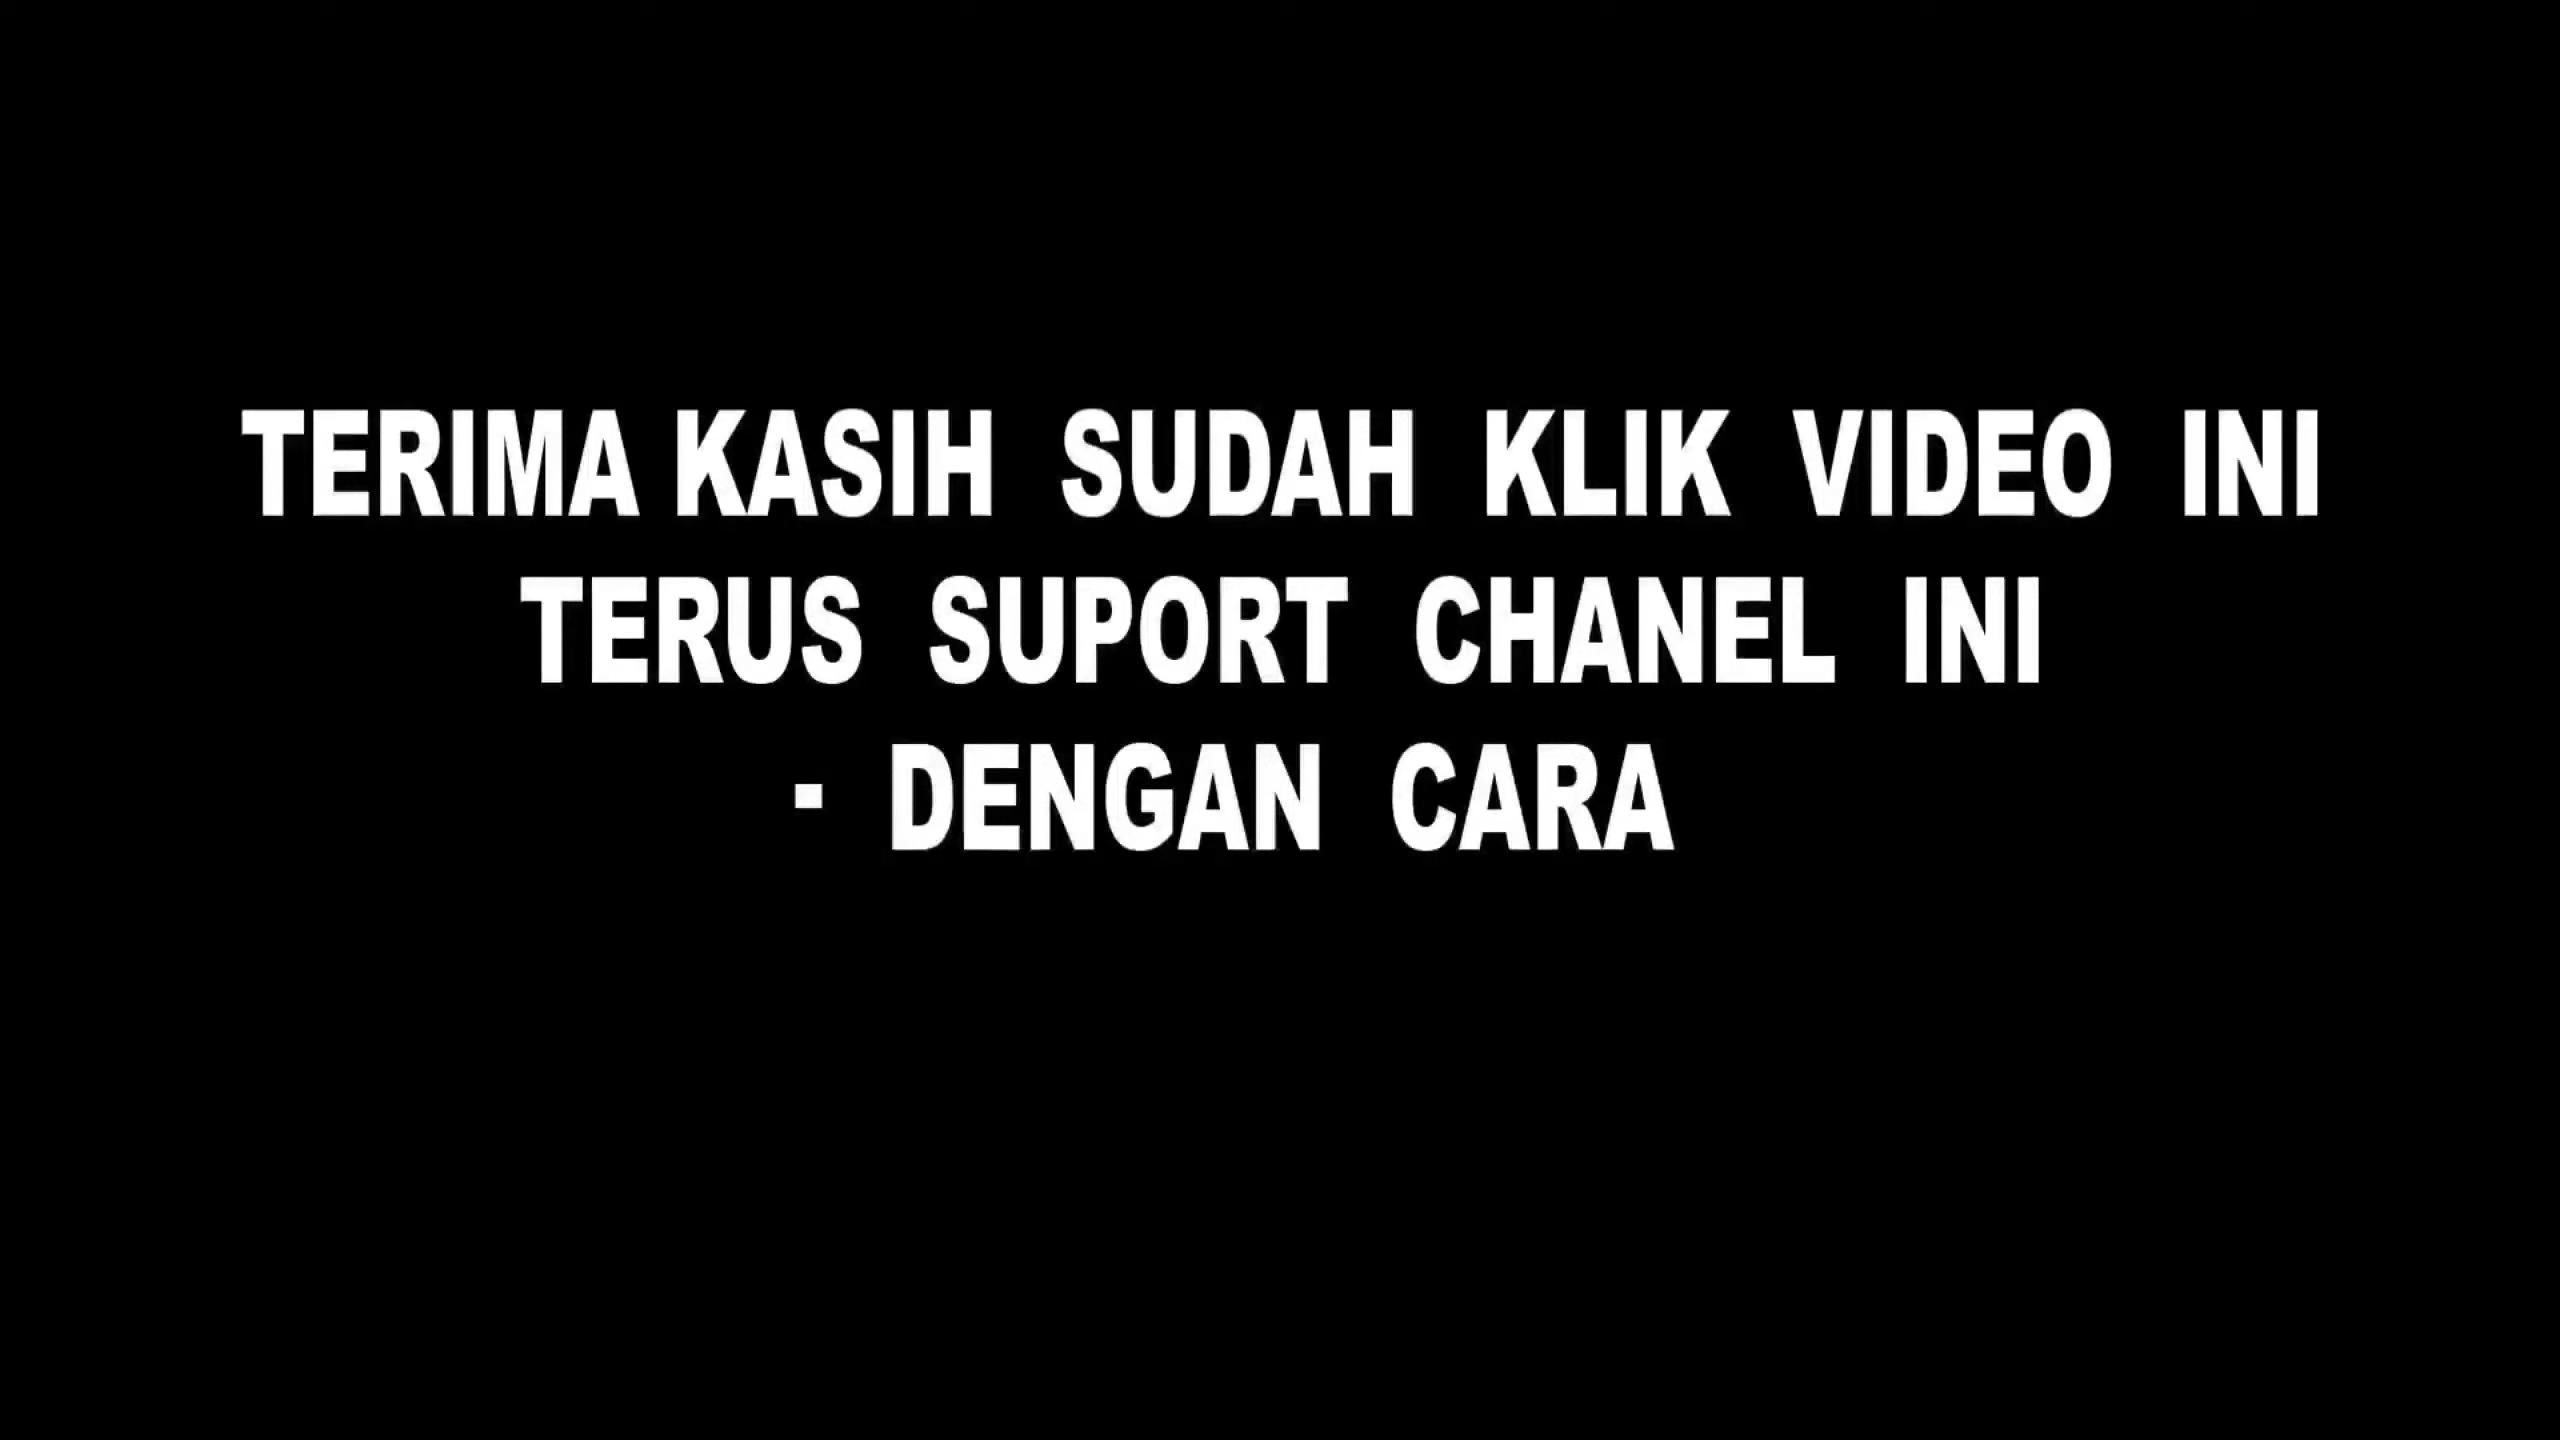 TERIMA KASIH SUDAH KLIK VIDEO INI
TERUS SUPORT CHANEL INI
- DENGAN CARA